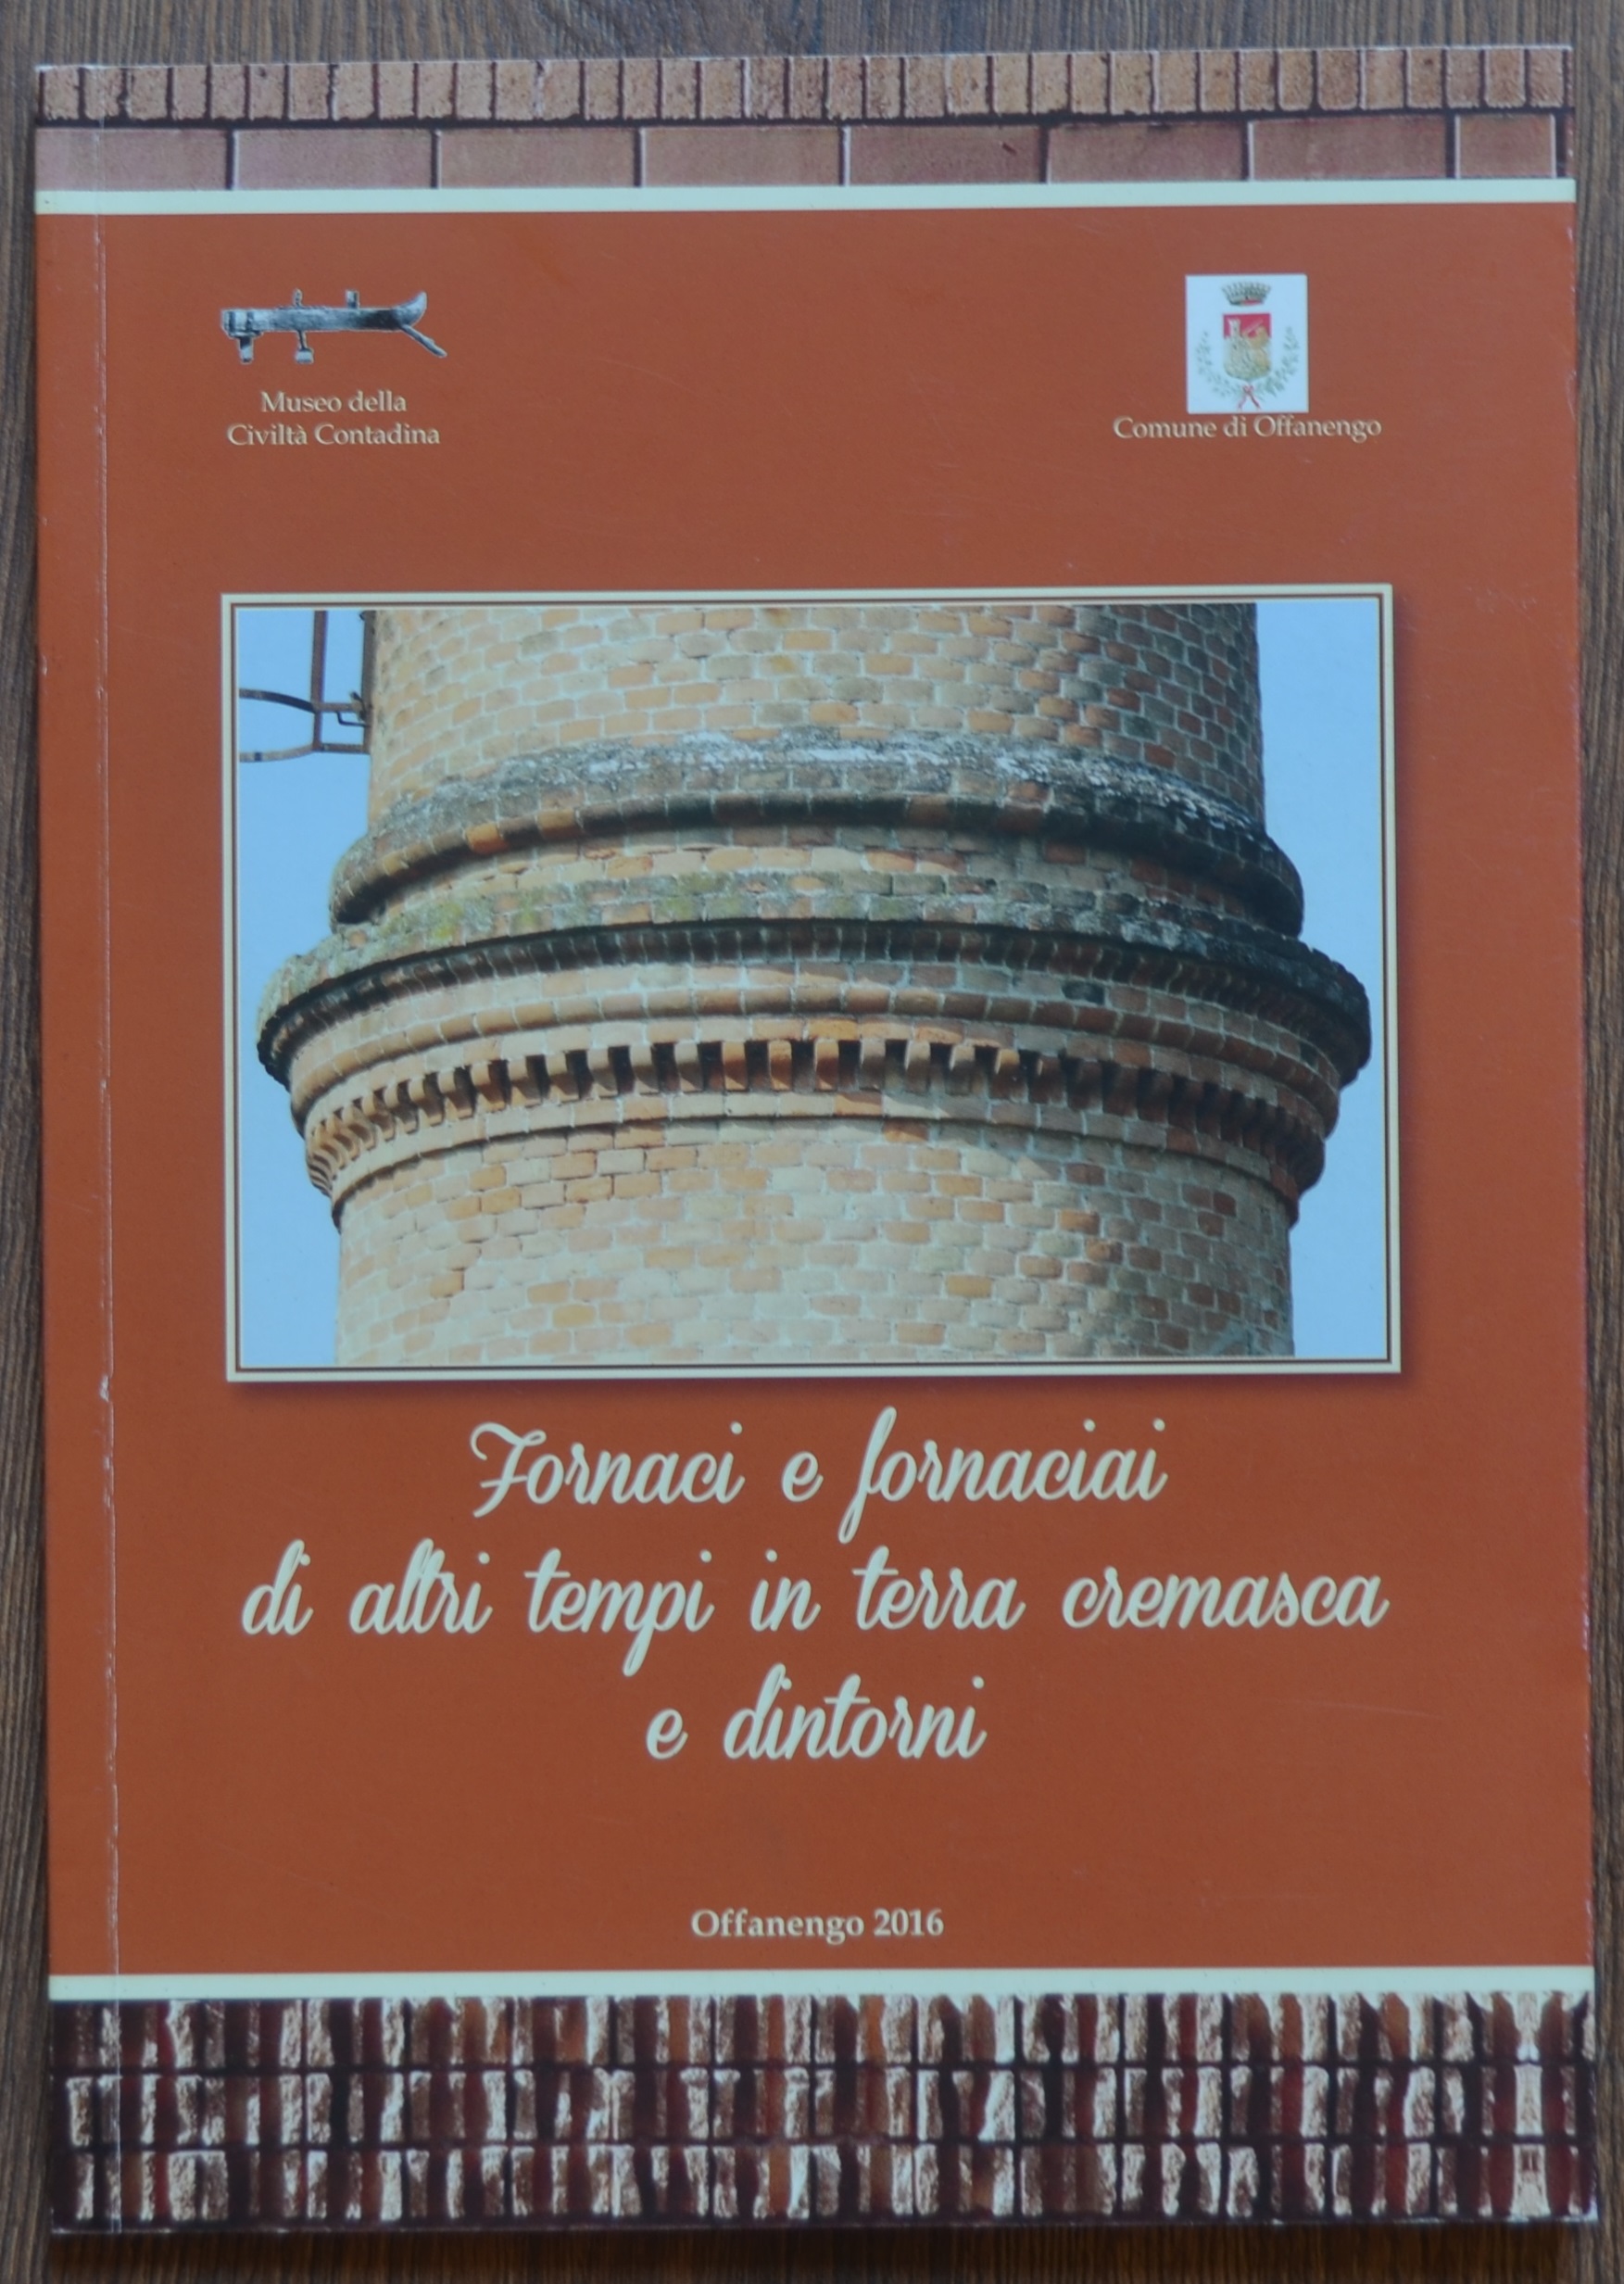 Museo della
Civiltà Contadina
Comune di Offanengo
Fornaci e fornaciai
di altri tempi in terra cremasca
e dintorni
Offanengo 2016